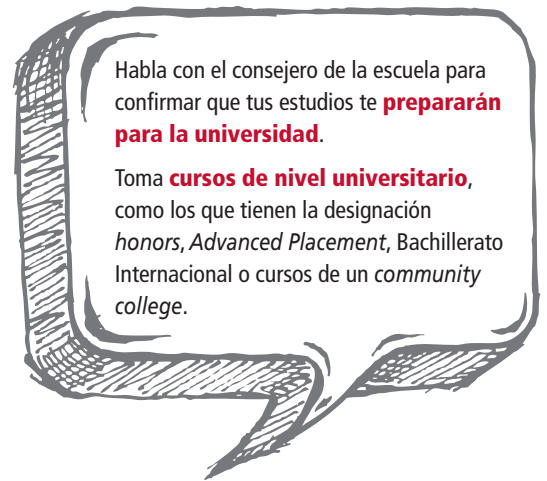 Habla con el consejero de la escuela para
confirmar que tus estudios te prepararán
para la universidad.
Toma cursos de nivel universitario,
como los que tienen la designación
honors, Advanced Placement, Bachillerato
Internacional o cursos de un community
college.